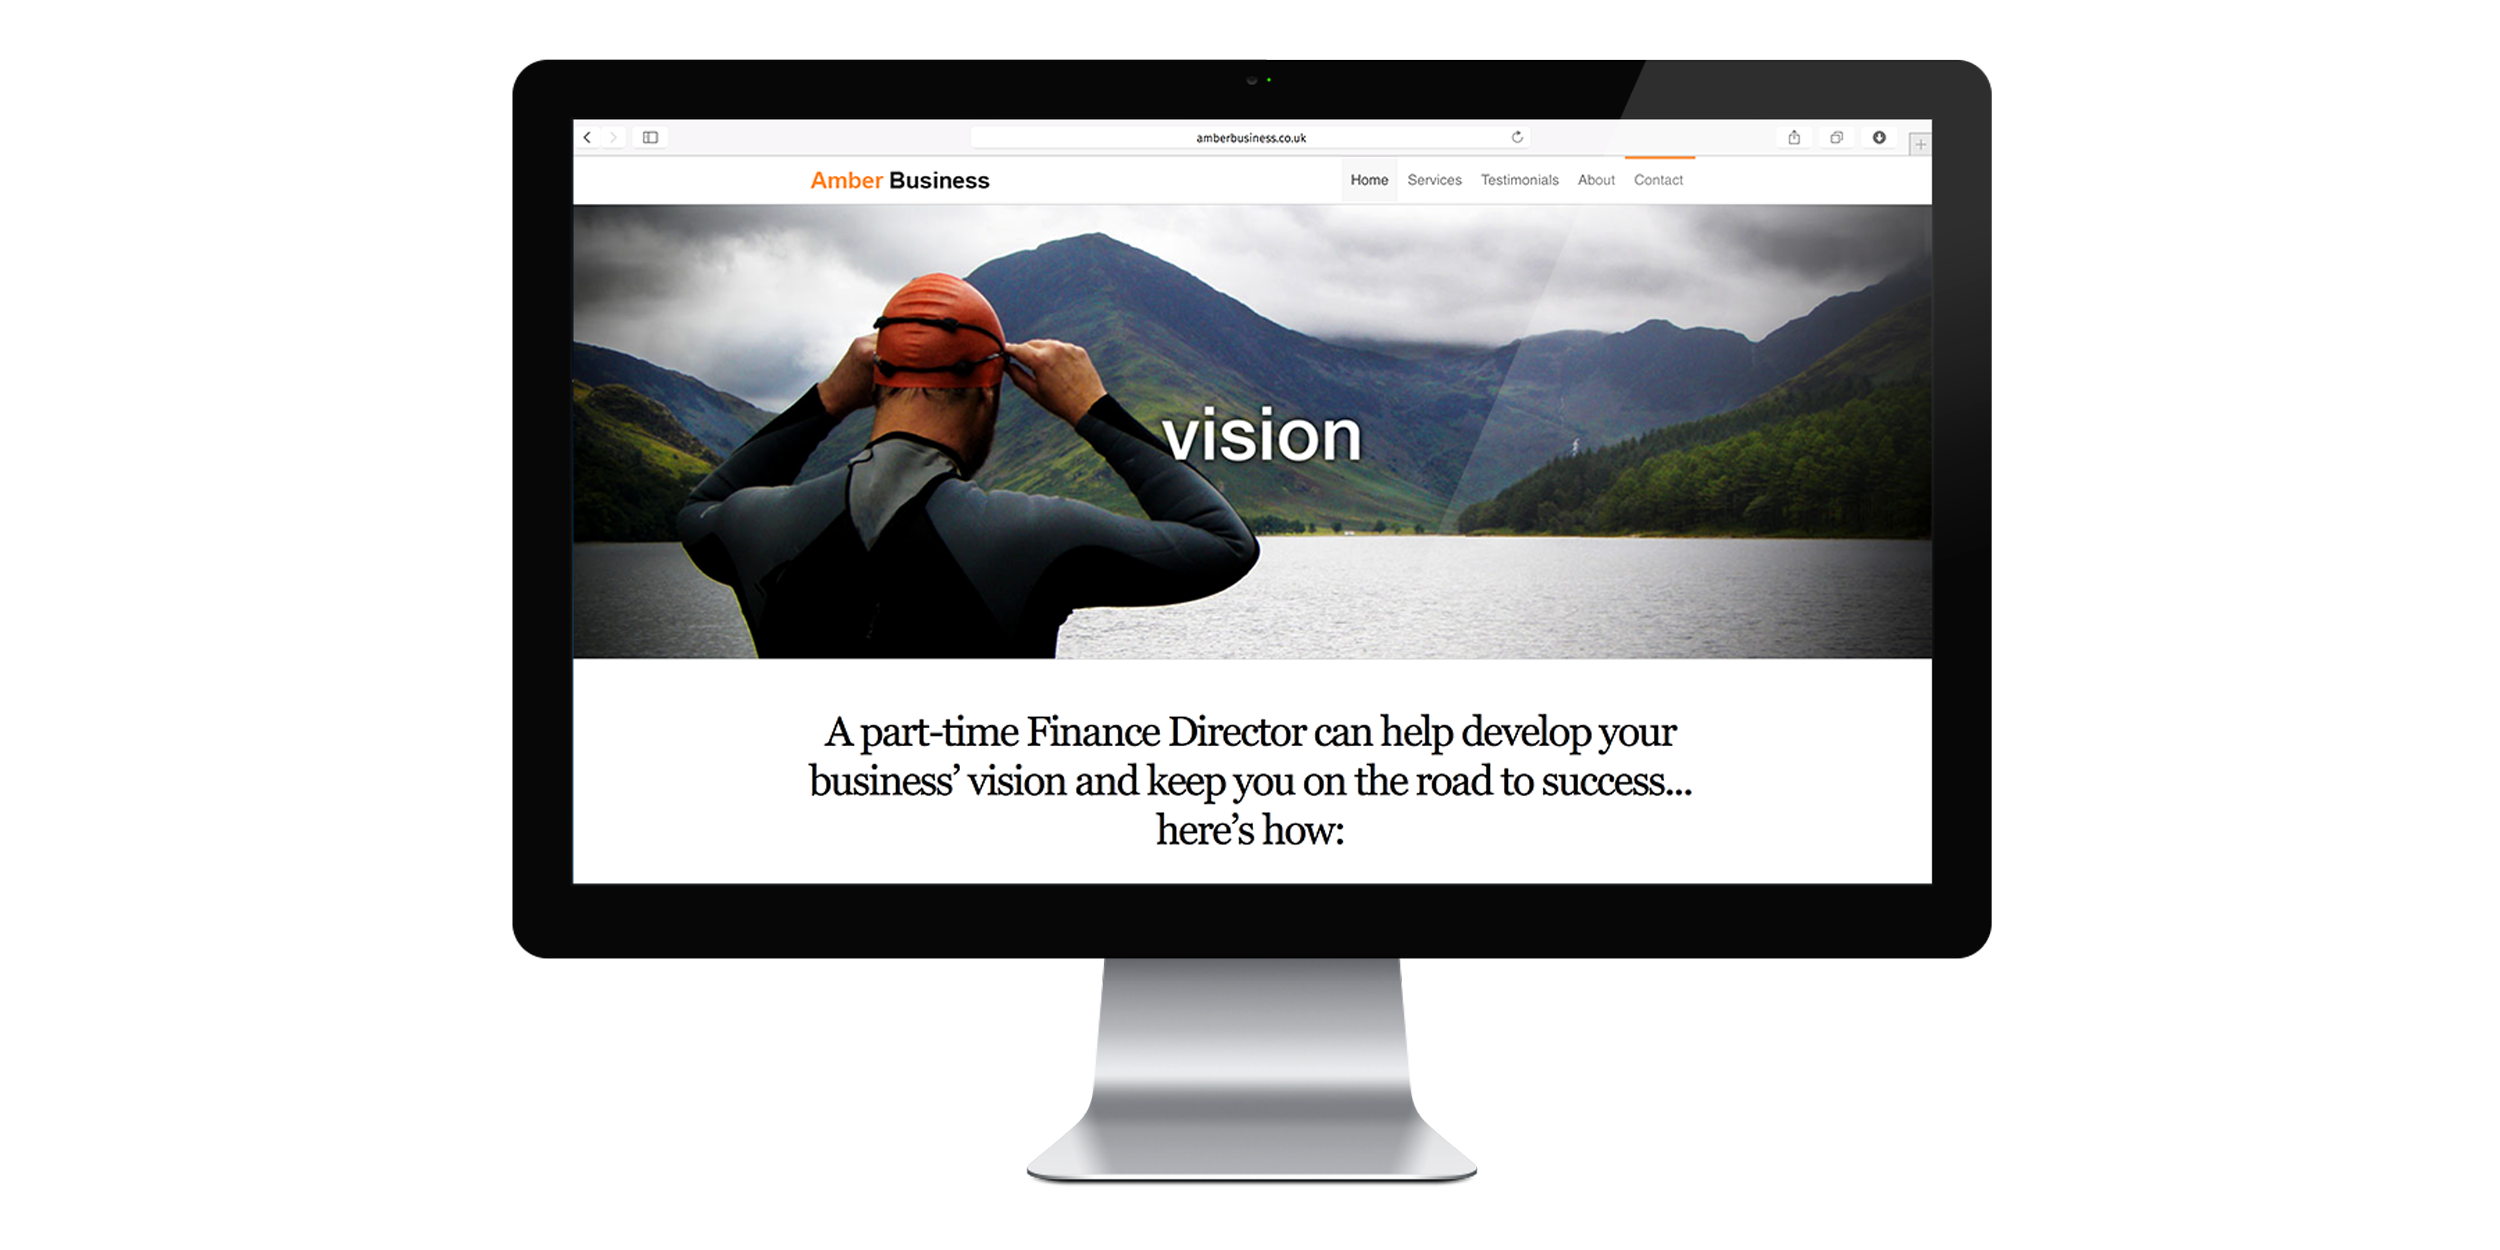 amberbusiness.co.uk
Amber Business
Home Services Testimonials About Contact
vision
A part-time Finance Director can help develop your
business’ vision and keep you on the road to success...
here’s how: